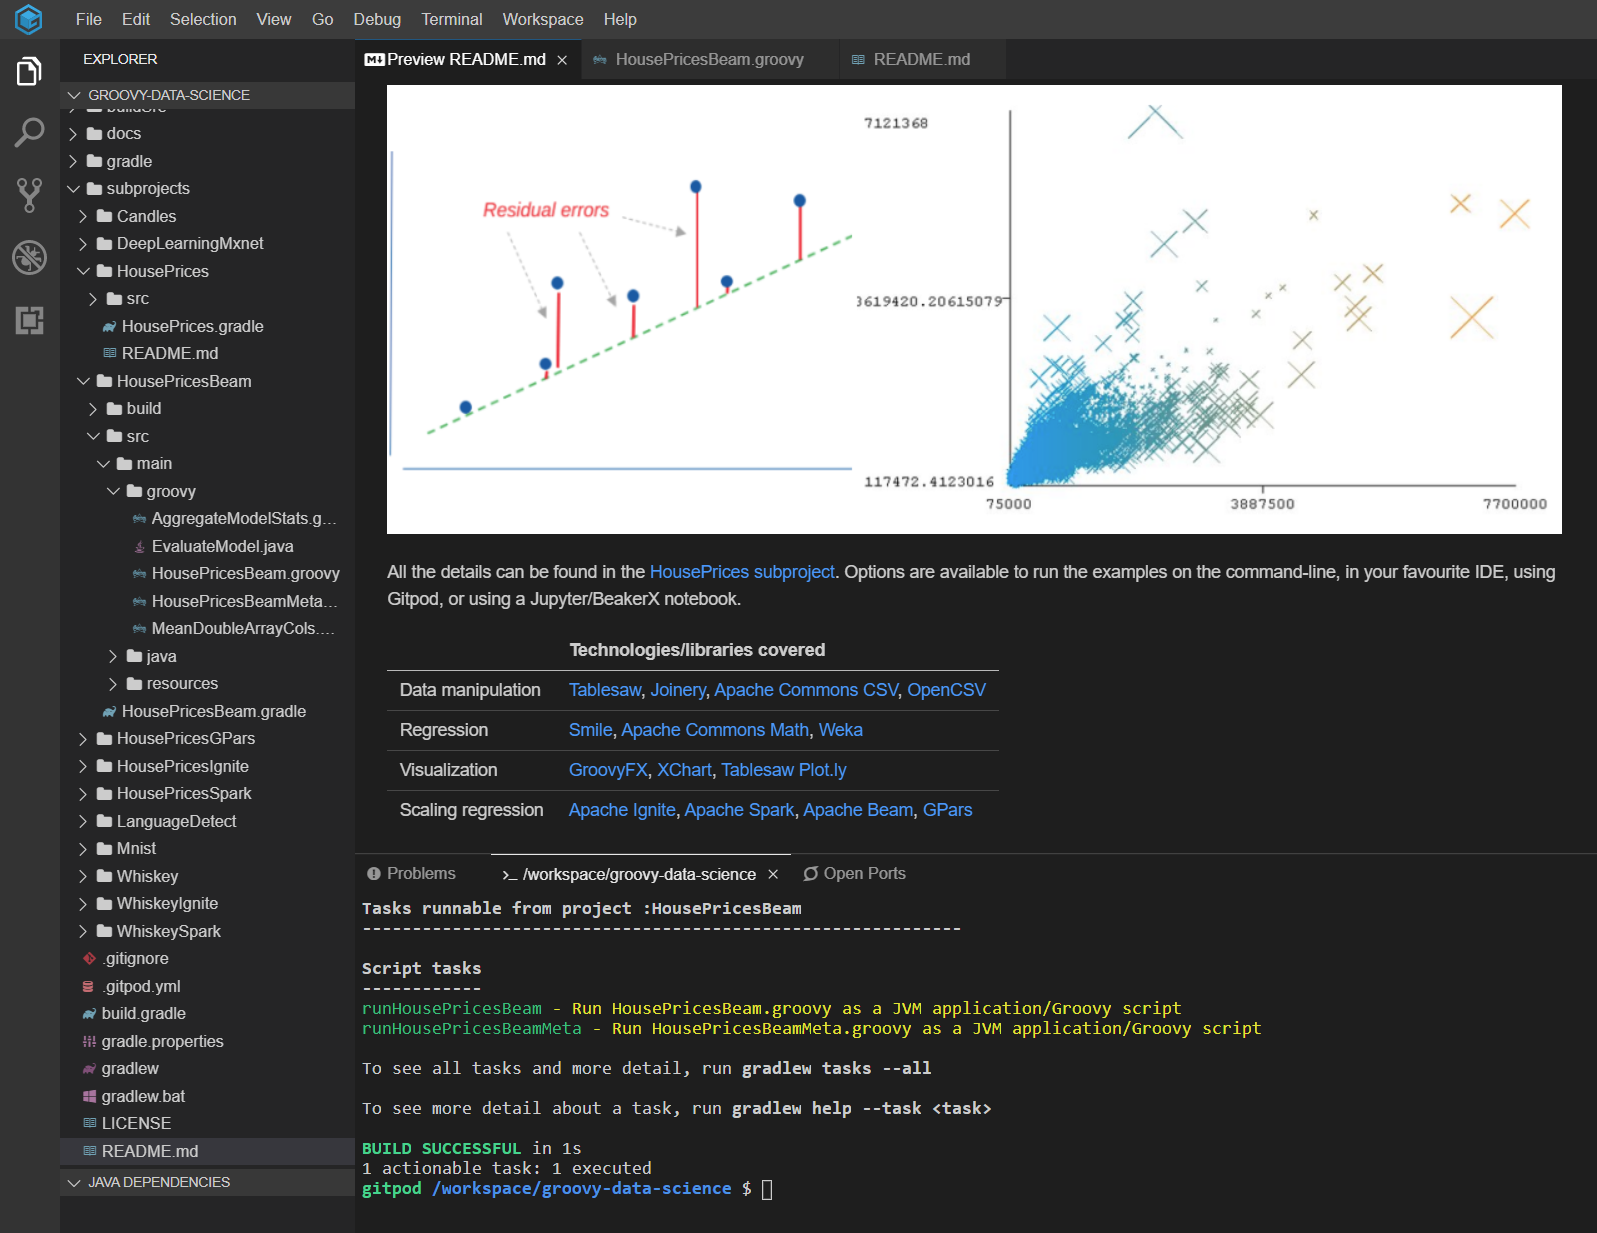 File Edit Selection View Go Debug Terminal Workspace Help
EXPLORER
GROOVY-DATA-SCIENCE
buildSrc
docs
gradle
subprojects
Candles
DeepLearningMxnet
HousePrices
src
HousePrices.gradle
README.md
HousePricesBeam
build
src
main
groovy
AggregateModelStats.g...
EvaluateModel.java
HousePricesBeam.groovy
HousePricesBeamMeta...
MeanDoubleArrayCols....
java
resources
HousePricesBeam.gradle
HousePricesGPars
HousePricesIgnite
HousePricesSpark
LanguageDetect
Mnist
Whiskey
WhiskeyIgnite
WhiskeySpark
.gitignore
.gitpod.yml
build.gradle
gradle.properties
gradlew
gradlew.bat
LICENSE
README.md
JAVA DEPENDENCIES
Preview README.md HousePricesBeam.groovy README.md
Residual errors
7121368
3619420.20615079
117472.4123016
75000 3887500 7700000
All the details can be found in the HousePrices subproject. Options are available to run the examples on the command-line, in your favourite IDE, using
Gitpod, or using a Jupyter/BeakerX notebook.
Technologies/libraries covered
Data manipulation Tablesaw, Joinery, Apache Commons CSV, OpenCSV
Regression Smile, Apache Commons Math, Weka
Visualization GroovyFX, XChart, Tablesaw Plot.ly
Scaling regression Apache Ignite, Apache Spark, Apache Beam, GPars
Problems >_ /workspace/groovy-data-science Open Ports
Tasks runnable from project :HousePricesBeam
------------------------------------------------------------
Script tasks
------------
runHousePricesBeam - Run HousePricesBeam.groovy as a JVM application/Groovy script
runHousePricesBeamMeta - Run HousePricesBeamMeta.groovy as a JVM application/Groovy script
To see all tasks and more detail, run gradlew tasks --all
To see more detail about a task, run gradlew help --task <task>
BUILD SUCCESSFUL in 1s
1 actionable task: 1 executed
gitpod /workspace/groovy-data-science $